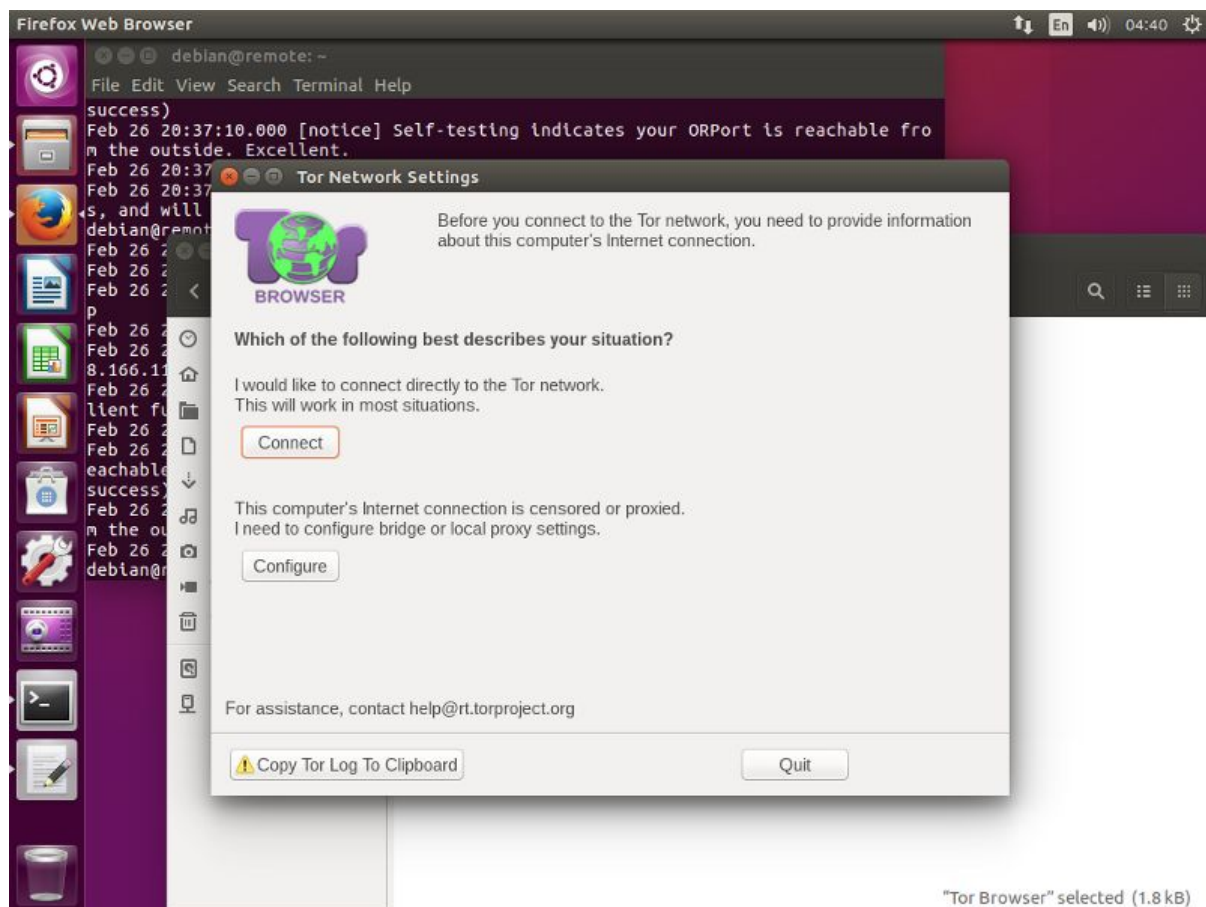 Firefox Web Browser
En
04:40
debian@remote: ~
File Edit View Search Terminal Help
success)
Feb 26 20:37:10.000 [notice] Self-testing indicates your ORPort is reachable fro
m the outside. Excellent.
Feb 26 20:37
Feb 26 20:37
s, and will
debian@remot
Feb 26 2
Feb 26 2
Feb 26 2
p
Feb 26 2
Feb 26 2
8.166.11
Feb 26 2
lient fu
Feb 26 2
Feb 26 2
eachable
success)
Feb 26 2
m the ou
Feb 26 2
debian@r
Tor Network Settings
Tor
BROWSER
Before you connect to the Tor network, you need to provide information
about this computer's Internet connection.
Which of the following best describes your situation?
I would like to connect directly to the Tor network.
This will work in most situations.
Connect
This computer's Internet connection is censored or proxied.
I need to configure bridge or local proxy settings.
Configure
For assistance, contact help@rt.torproject.org
Copy Tor Log To Clipboard
Quit
"Tor Browser" selected (1.8 kB)